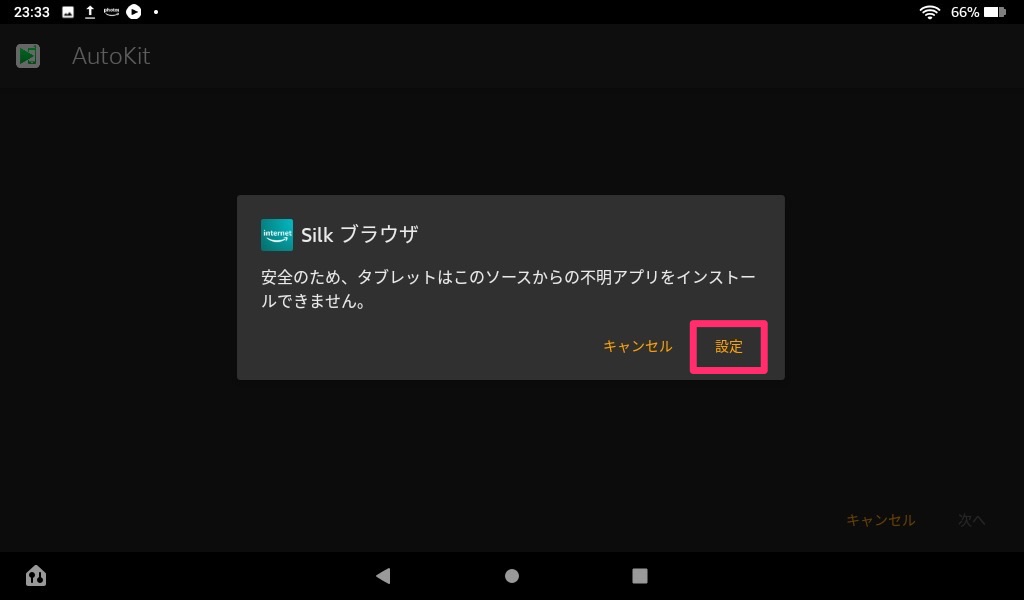 23:33
photos
66%
AutoKit
internet
Silk ブラウザ
安全のため、タブレットはこのソースからの不明アプリをインストー
ルできません。
キャンセル
設定
キャンセル
次へ